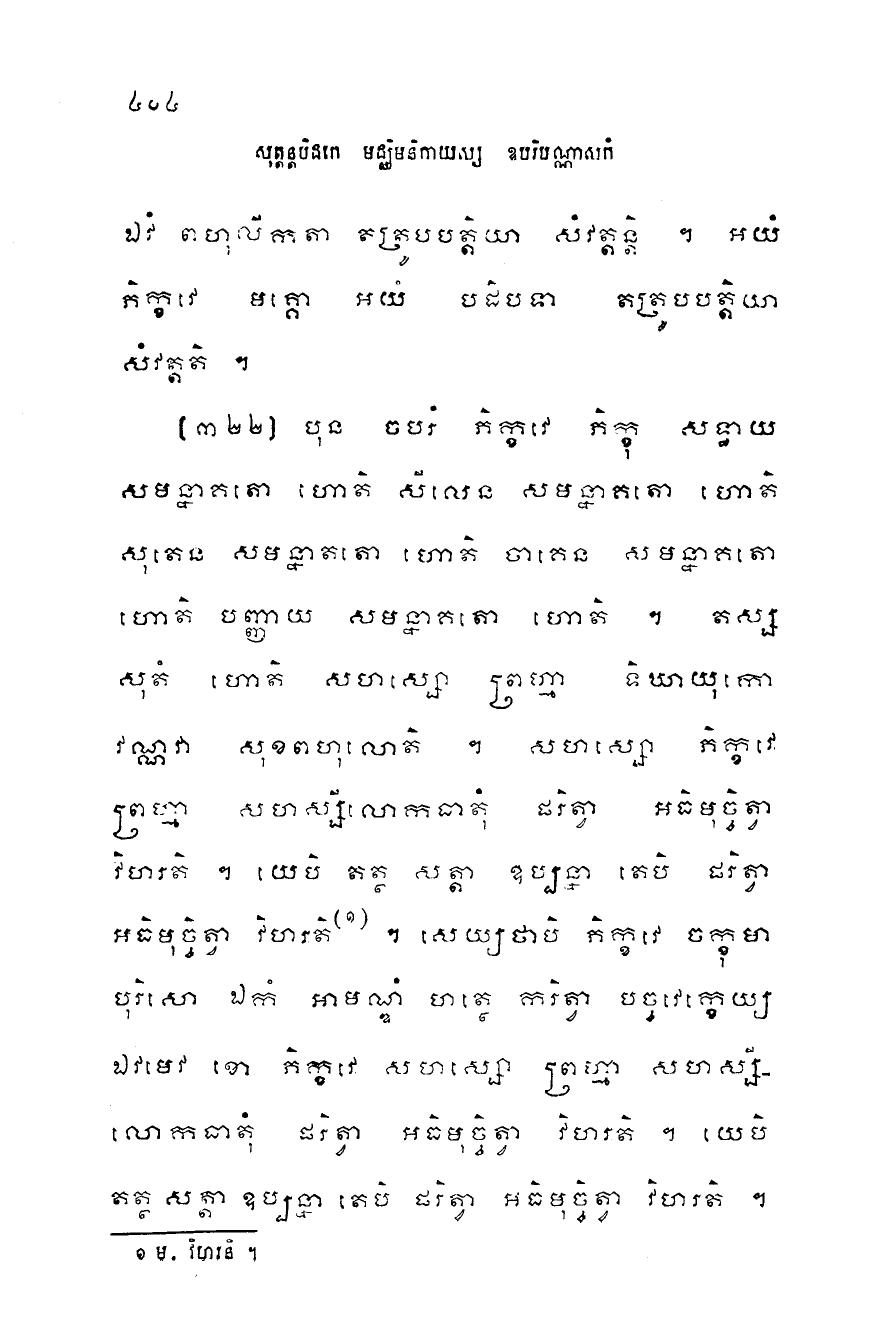 ៤០៤
សុត្តន្តបិដកេ មជ្ឈិមនិកាយស្ស ឧបរិបណ្ណាសកំ
ឯវំ ពហុលីកតា តត្រូបបត្តិយា សំវត្តន្តិ ។ អយំ
ភិក្ខវេ មគ្គោ អយំ បដិបទា តត្រូបបត្តិយា
សំវត្តតិ ។
[៣២២] បុន ចបរំ ភិក្ខវេ ភិក្ខុ សទ្ធាយ
សមន្នាគតោ ហោតិ សីលេន សមន្នាគតោ ហោតិ
សុតេន សមន្នាគតោ ហោតិ ចាគេន សមន្នាគតោ
ហោតិ បញ្ញាយ សមន្នាគតោ ហោតិ ។ តស្ស
សុតំ ហោតិ សហស្សោ ព្រហ្មា ទិឃាយុកោ
វណ្ណវា សុខពហុលោតិ ។ សហស្សោ ភិក្ខវេ
ព្រហ្មា សហស្សីលោកធាតុំ ផរិត្វា អធិមុច្ចិត្វា
វិហរតិ ។ យេបិ តត្ថ សត្តា ឧប្បន្នា តេបិ ផរិត្វា
អធិមុច្ចិត្វា វិហរតិ(១) ។ សេយ្យថាបិ ភិក្ខវេ ចក្ខុមា
បុរិសោ ឯកំ អាមណ្ឌំ ហត្ថេ ករិត្វា បច្ចវេក្ខេយ្យ
ឯវមេវ ខោ ភិក្ខវេ សហស្សោ ព្រហ្មា សហស្សី-
លោកធាតុំ ផរិត្វា អធិមុច្ចិត្វា វិហរតិ ។ យេបិ
តត្ថ សត្តា ឧប្បន្នា តេបិ ផរិត្វា អធិមុច្ចិត្វា វិហរតិ ។
១ ម. វិហរនិ ។